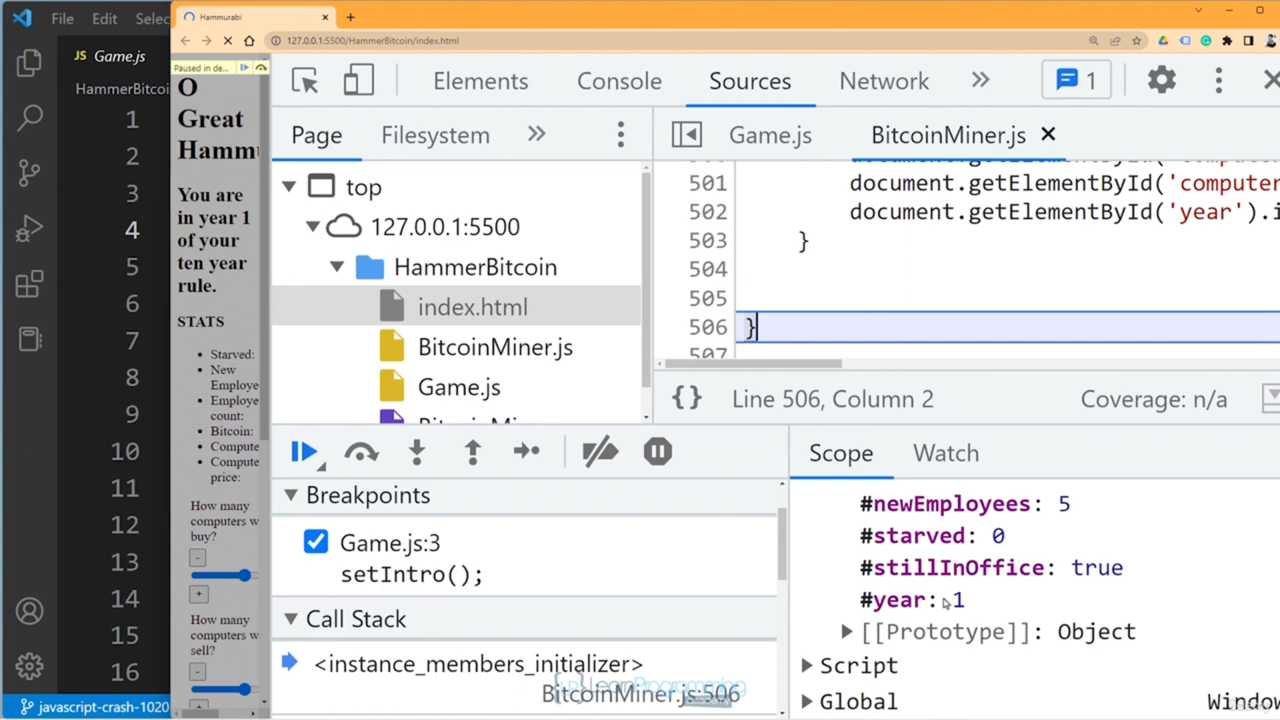 File Edit Selec
JS Game.js
HammerBitcoi
1
2
3
4
5
6
7
8
9
10
11
12
13
14
15
16
javascript-crash-1020
Hammurabi
127.0.0.1:5500/HammerBitcoin/index.html
Paused in de...
O
Great
Hammu
You are
in year 1
of your
ten year
rule.
STATS
Starved:
New
Employe
Employe
count:
Bitcoin:
Compute
Compute
price:
How many
computers w
buy?
-
+
How many
computers w
sell?
-
Elements Console Sources Network 1
Page Filesystem
top
127.0.0.1:5500
HammerBitcoin
index.html
BitcoinMiner.js
Game.js
Game.js BitcoinMiner.js
501 document.getElementById('computer
502 document.getElementById('year').i
503 }
504
505
506 }
507
{} Line 506, Column 2 Coverage: n/a
Breakpoints
Game.js:3
setIntro();
Call Stack
<instance_members_initializer>
BitcoinMiner.js:506
LearnProgramming
Scope Watch
#newEmployees: 5
#starved: 0
#stillInOffice: true
#year: 1
[[Prototype]]: Object
Script
Global Window